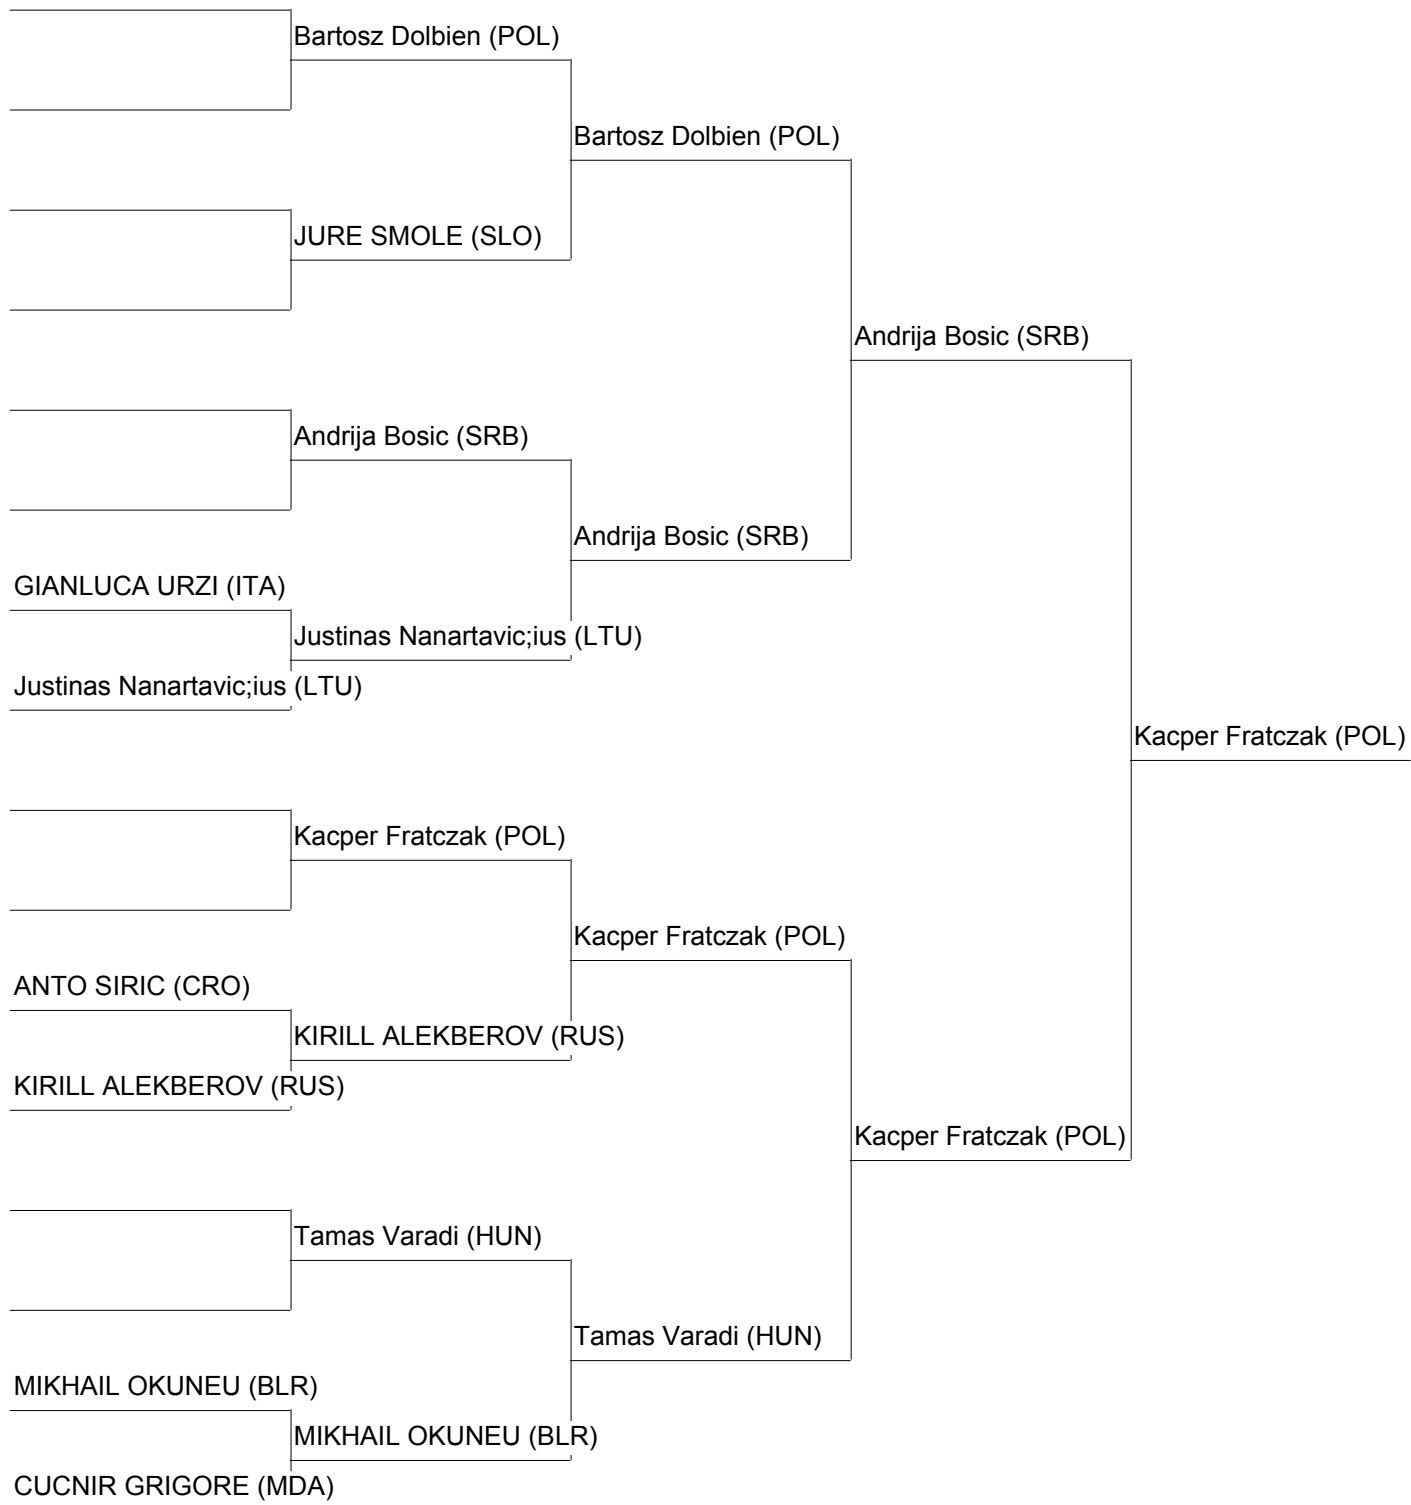 Bartosz Dolbien (POL)
Bartosz Dolbien (POL)
JURE SMOLE (SLO)
Andrija Bosic (SRB)
Andrija Bosic (SRB)
Andrija Bosic (SRB)
GIANLUCA URZI (ITA)
Justinas Nanartavic;ius (LTU)
Justinas Nanartavic;ius (LTU)
Kacper Fratczak (POL)
Kacper Fratczak (POL)
Kacper Fratczak (POL)
ANTO SIRIC (CRO)
KIRILL ALEKBEROV (RUS)
KIRILL ALEKBEROV (RUS)
Kacper Fratczak (POL)
Tamas Varadi (HUN)
Tamas Varadi (HUN)
MIKHAIL OKUNEU (BLR)
MIKHAIL OKUNEU (BLR)
CUCNIR GRIGORE (MDA)